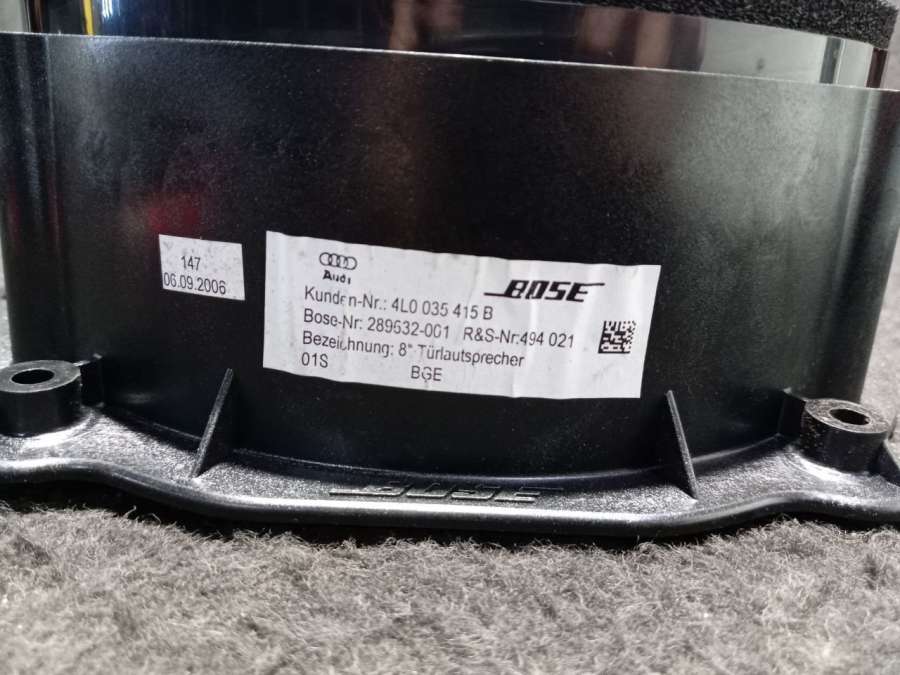 147
06.09.2006
Audi
BOSE
Kunden-Nr.: 4L0 035 415 B
Bose-Nr: 289632-001 R&S-Nr:494 021
Bezeichnung: 8" Türlautsprecher
01S BGE
BOSE